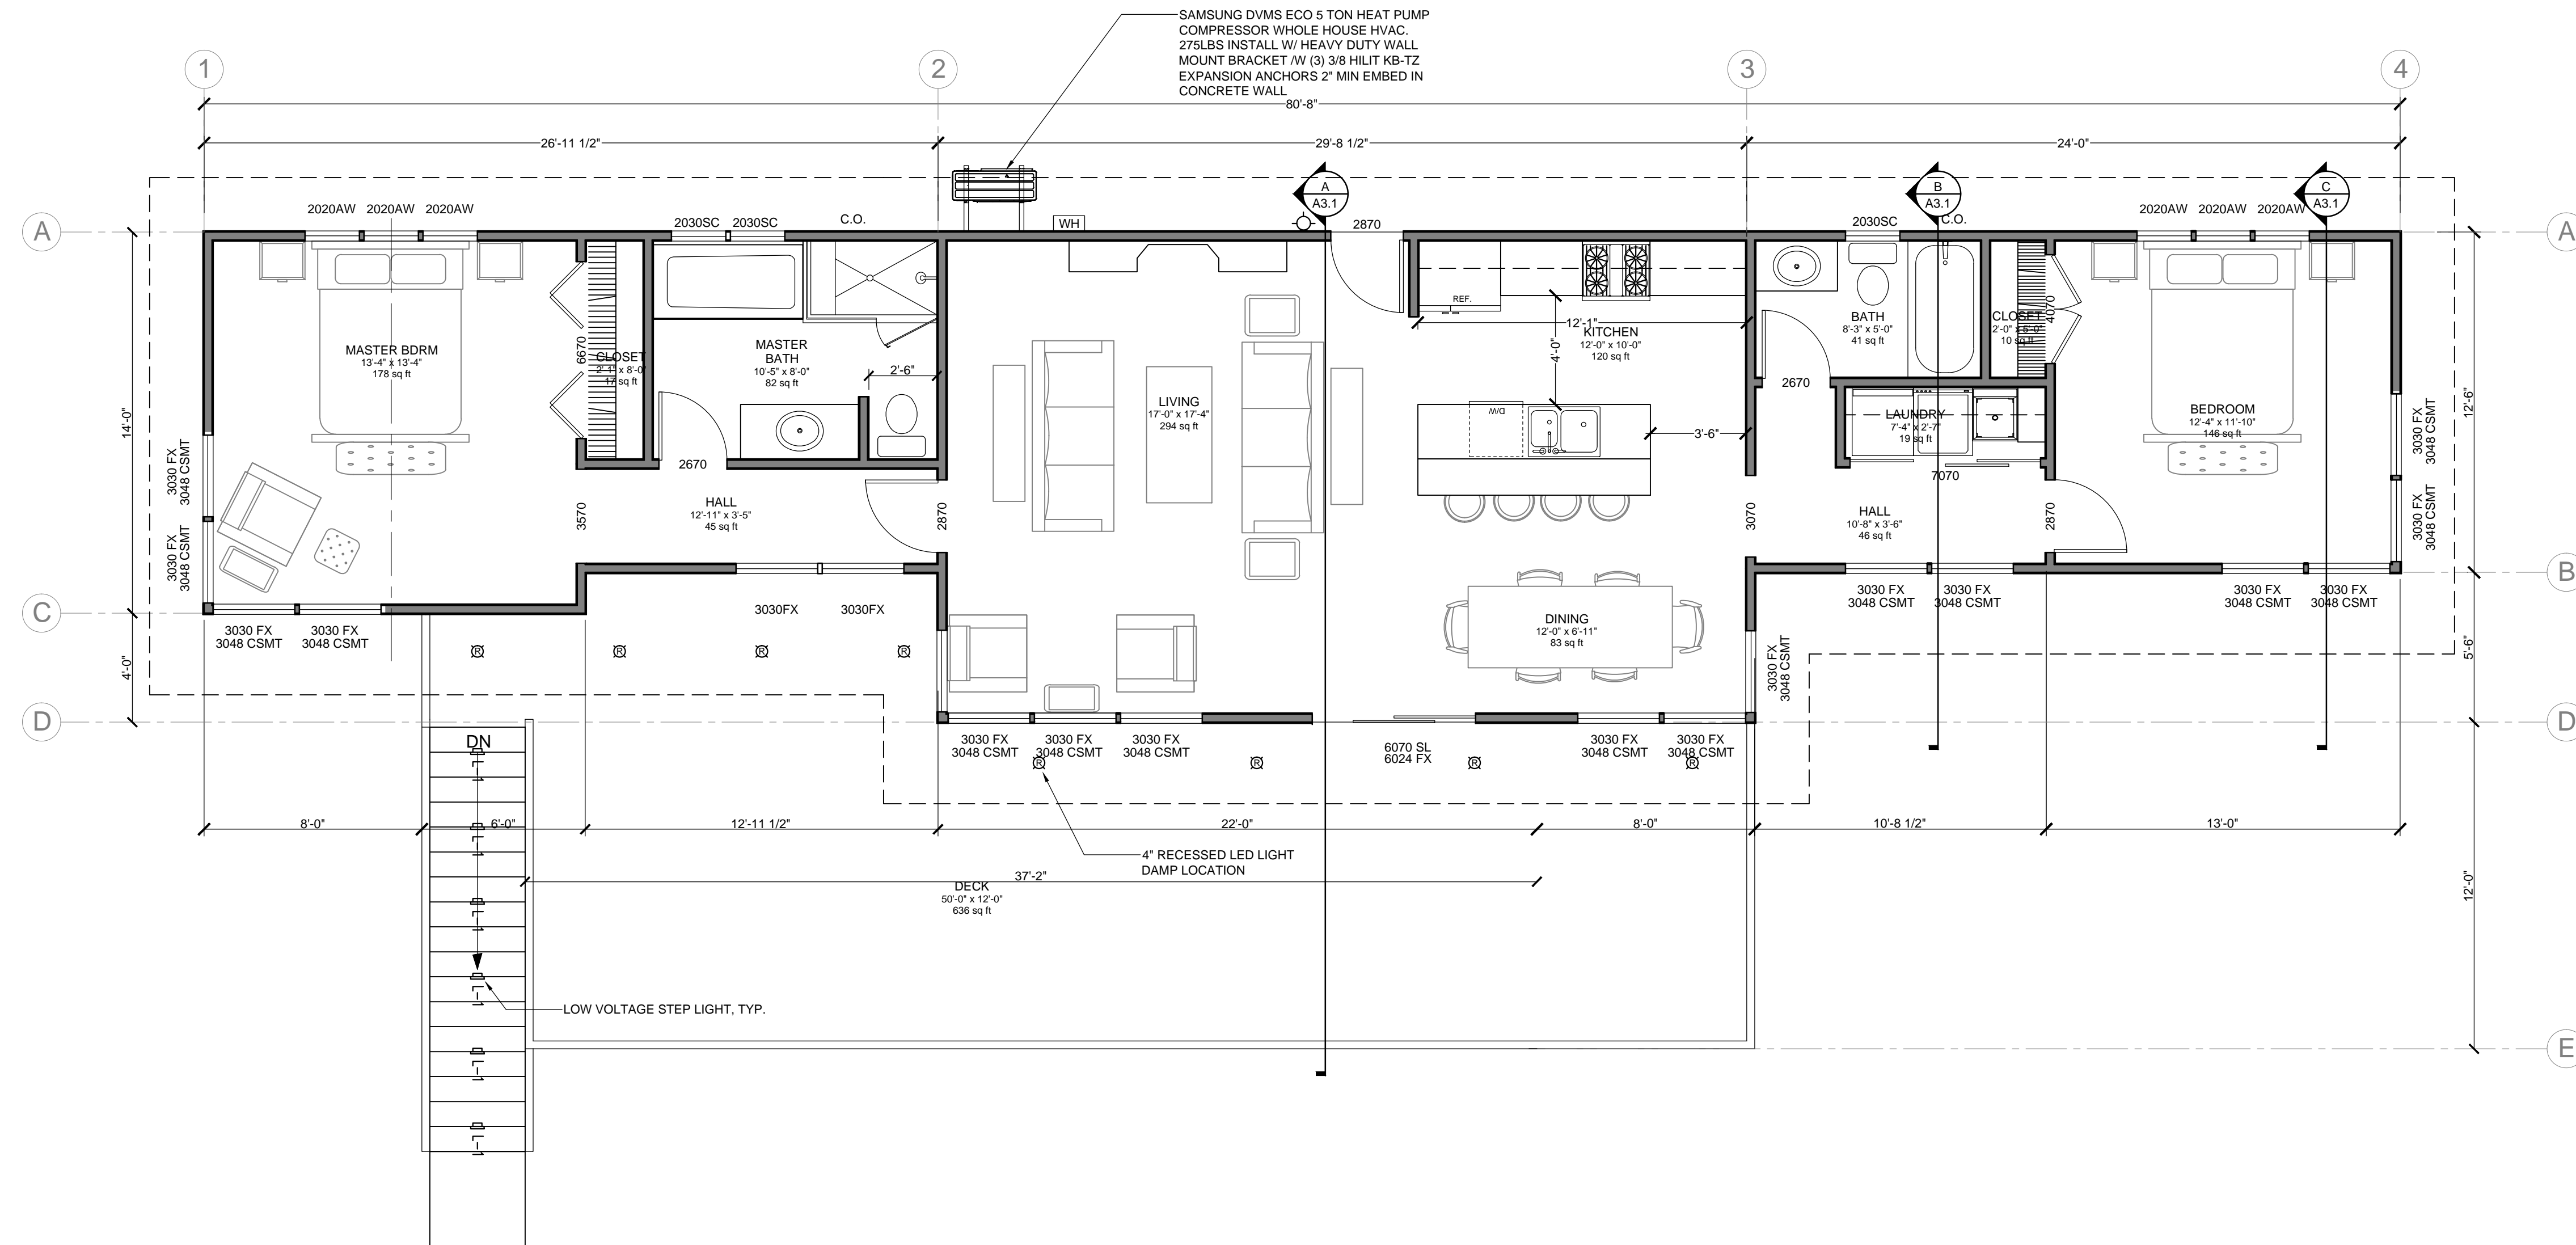 SAMSUNG DVMS ECO 5 TON HEAT PUMP
COMPRESSOR WHOLE HOUSE HVAC.
275LBS INSTALL W/ HEAVY DUTY WALL
MOUNT BRACKET /W (3) 3/8 HILIT KB-TZ
EXPANSION ANCHORS 2" MIN EMBED IN
CONCRETE WALL
1
2
3
4
80'-8"
26'-11 1/2"
29'-8 1/2"
24'-0"
A
A3.1
B
A3.1
C
A3.1
2020AW
2020AW
2020AW
2030SC
2030SC
C.O.
WH
2870
2030SC
C.O.
2020AW
2020AW
2020AW
A
A
MASTER BDRM
13'-4" x 13'-4"
178 sq ft
6670
CLOSET
2'-1" x 8'-0"
17 sq ft
MASTER
BATH
10'-5" x 8'-0"
82 sq ft
2'-6"
LIVING
17'-0" x 17'-4"
294 sq ft
REF.
12'-1"
KITCHEN
12'-0" x 10'-0"
120 sq ft
4'-0"
D/W
3'-6"
BATH
8'-3" x 5'-0"
41 sq ft
CLOSET
2'-0" x 5'-0"
10 sq ft
4070
2670
LAUNDRY
7'-4" x 2'-7"
19 sq ft
7070
BEDROOM
12'-4" x 11'-10"
146 sq ft
14'-0"
12'-6"
3030 FX
3048 CSMT
3030 FX
3048 CSMT
3030 FX
3048 CSMT
3030 FX
3048 CSMT
2670
3570
HALL
12'-11" x 3'-5"
45 sq ft
2870
3070
HALL
10'-8" x 3'-6"
46 sq ft
2870
B
C
3030FX
3030FX
3030 FX
3048 CSMT
3030 FX
3048 CSMT
3030 FX
3048 CSMT
3030 FX
3048 CSMT
3030 FX
3048 CSMT
3030 FX
3048 CSMT
DINING
12'-0" x 6'-11"
83 sq ft
3030 FX
3048 CSMT
4'-0"
5'-6"
R
R
R
R
D
D
DN
3030 FX
3048 CSMT
3030 FX
3048 CSMT
3030 FX
3048 CSMT
6070 SL
6024 FX
3030 FX
3048 CSMT
3030 FX
3048 CSMT
R
R
R
R
8'-0"
6'-0"
12'-11 1/2"
22'-0"
8'-0"
10'-8 1/2"
13'-0"
4" RECESSED LED LIGHT
DAMP LOCATION
37'-2"
DECK
50'-0" x 12'-0"
636 sq ft
12'-0"
LOW VOLTAGE STEP LIGHT, TYP.
E